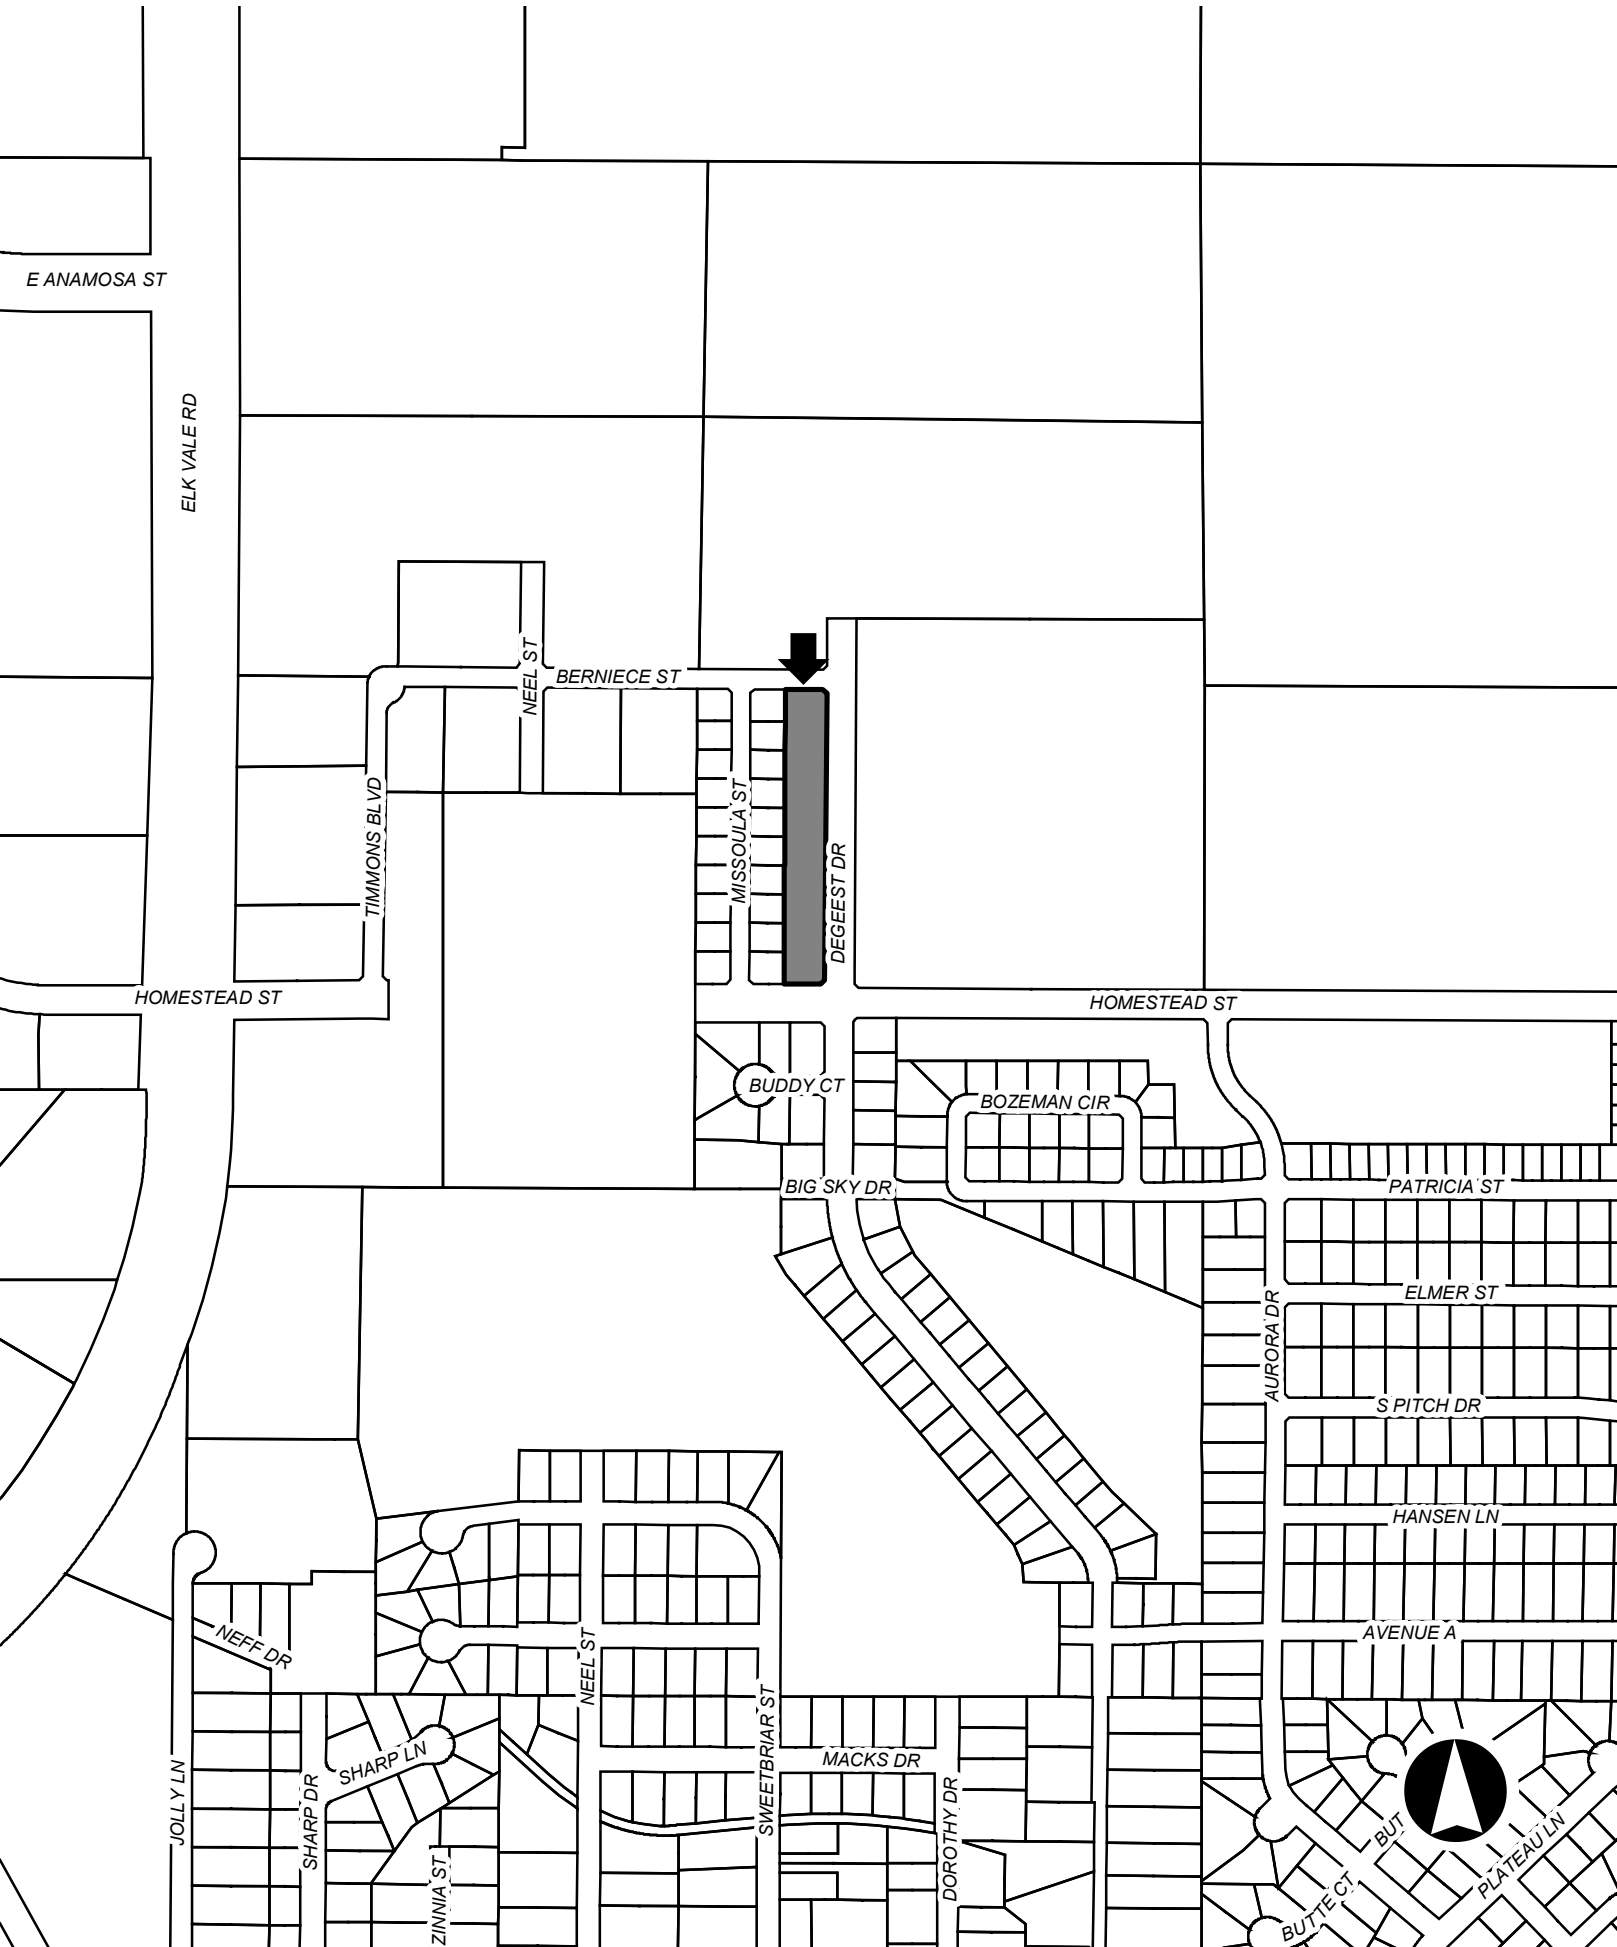 E ANAMOSA ST
ELK VALE RD
NEEL ST
BERNIECE ST
TIMMONS BLVD
MISSOULA ST
DEGEEST DR
HOMESTEAD ST
HOMESTEAD ST
BUDDY CT
BOZEMAN CIR
BIG SKY DR
PATRICIA ST
ELMER ST
AURORA DR
S PITCH DR
HANSEN LN
NEFF DR
NEEL ST
AVENUE A
SWEETBRIAR ST
SHARP LN
MACKS DR
JOLLY LN
SHARP DR
DOROTHY DR
BUT
PLATEAU LN
ZINNIA ST
BUTTE CT